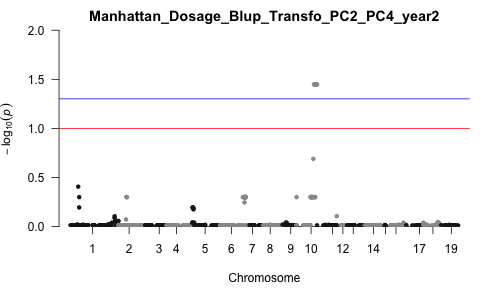 Manhattan_Dosage_Blup_Transfo_PC2_PC4_year2
2.0
1.5
1.0
0.5
0.0
− log₁₀(p)
1 2 3 4 5 6 7 8 9 10 12 14 17 19
Chromosome